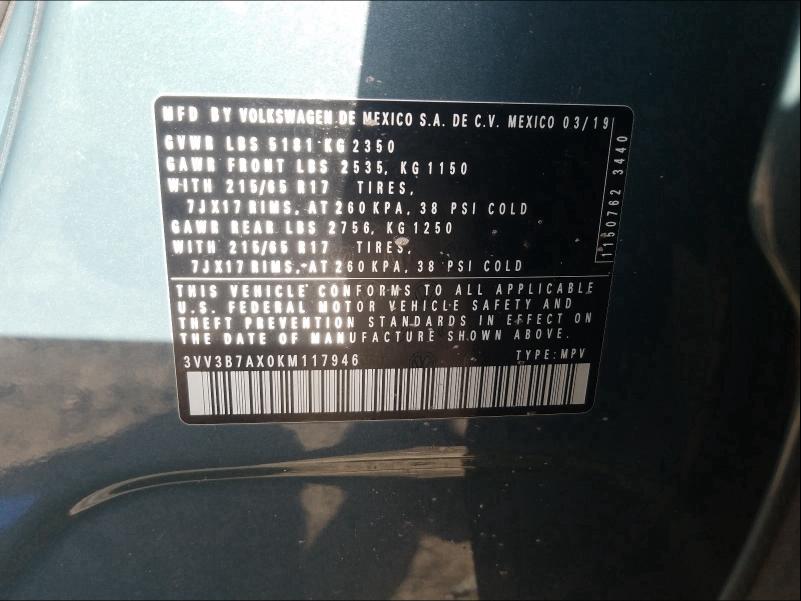 MFD BY VOLKSWAGEN DE MEXICO S.A. DE C.V. MEXICO 03/19
GVWR LBS 5181 KG 2350
GAWR FRONT LBS 2535, KG 1150
WITH 215/65 R17 TIRES,
7JX17 RIMS, AT 260 KPA, 38 PSI COLD
GAWR REAR LBS 2756, KG 1250
WITH 215/65 R17 TIRES,
7JX17 RIMS, AT 260 KPA, 38 PSI COLD
1150762 3440
THIS VEHICLE CONFORMS TO ALL APPLICABLE
U.S. FEDERAL MOTOR VEHICLE SAFETY AND
THEFT PREVENTION STANDARDS IN EFFECT ON
THE DATE OF MANUFACTURE SHOWN ABOVE.
3VV3B7AX0KM117946 TYPE: MPV